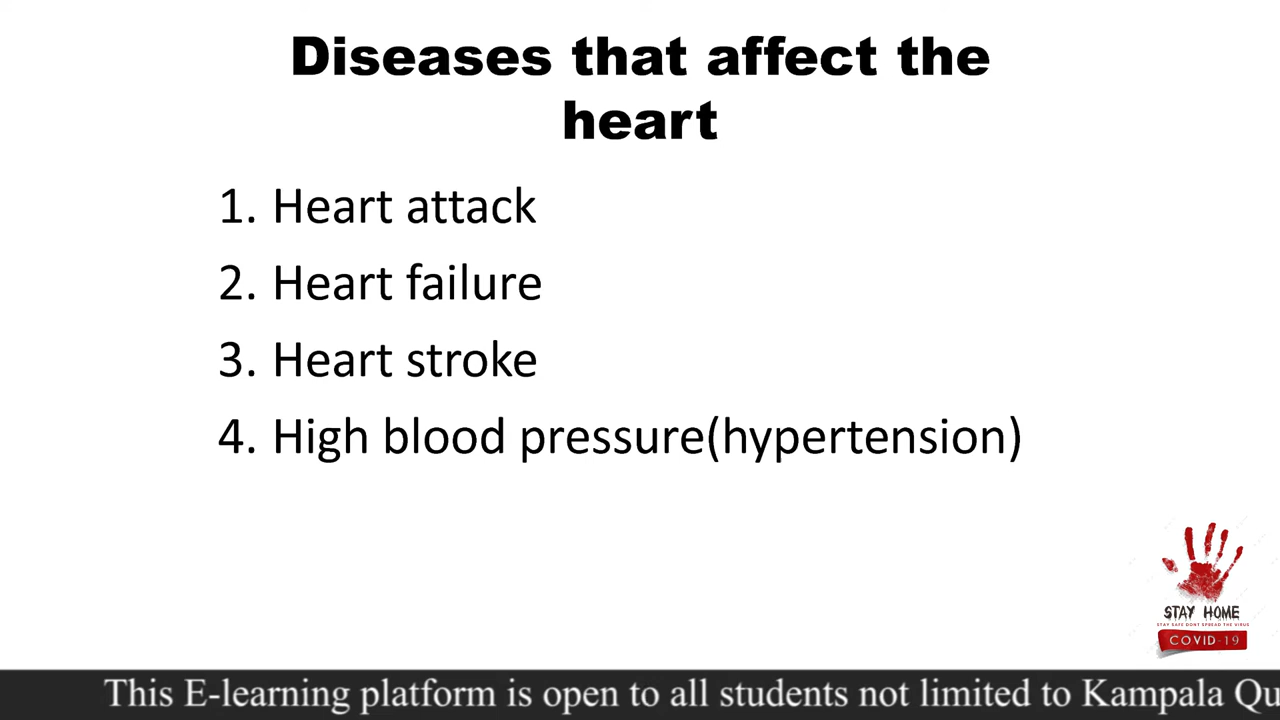 Diseases that affect the
heart
1. Heart attack
2. Heart failure
3. Heart stroke
4. High blood pressure(hypertension)
STAY HOME
STAY SAFE DONT SPREAD THE VIRUS
COVID-19
This E-learning platform is open to all students not limited to Kampala Qu